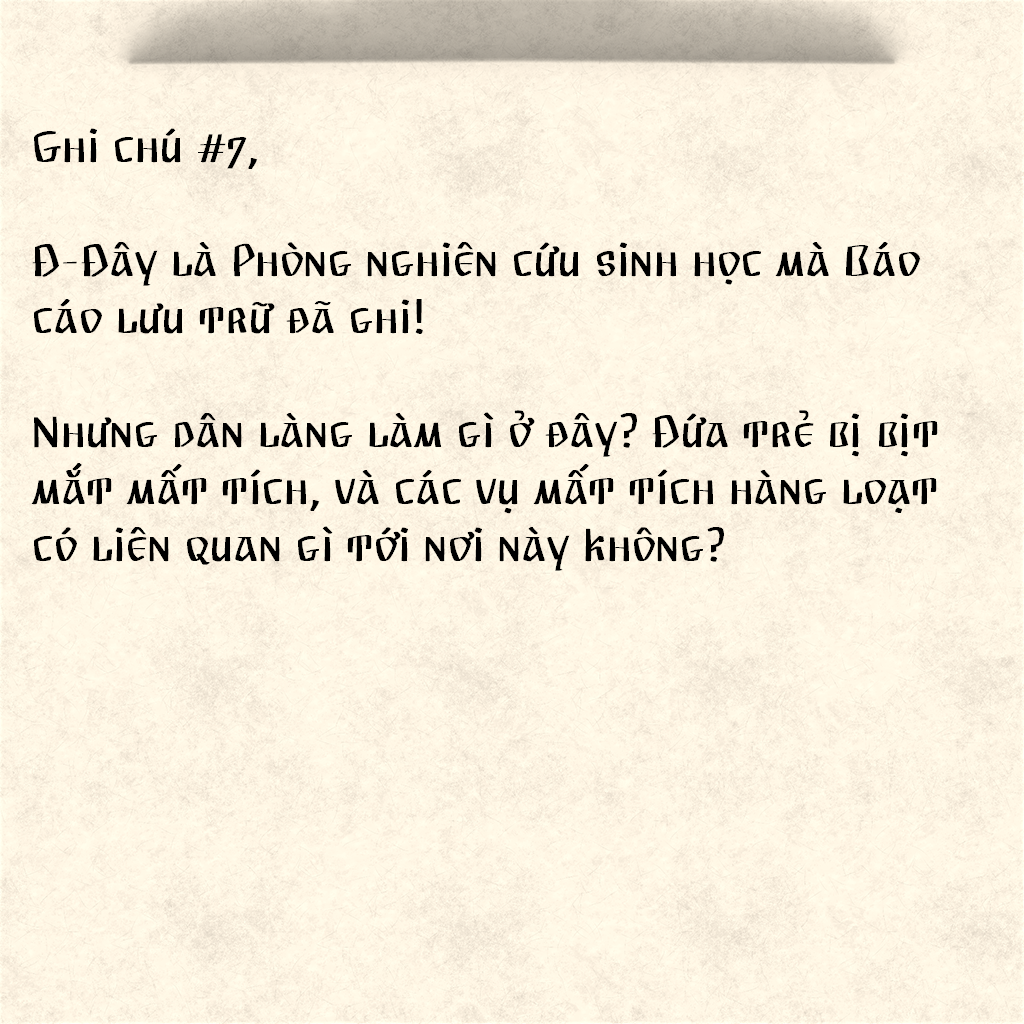 Ghi chú #7,
Đ-Đây là Phòng nghiên cứu sinh học mà Báo
cáo lưu trữ đã ghi!
Nhưng dân làng làm gì ở đây? Đứa trẻ bị bịt
mắt mất tích, và các vụ mất tích hàng loạt
có liên quan gì tới nơi này không?